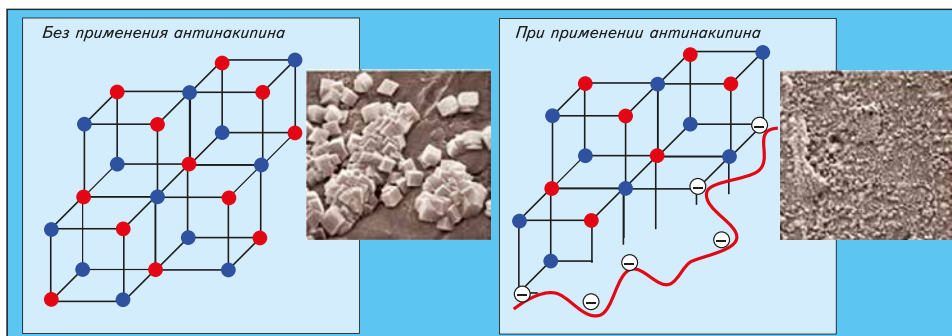 Без применения антинакипина
При применении антинакипина